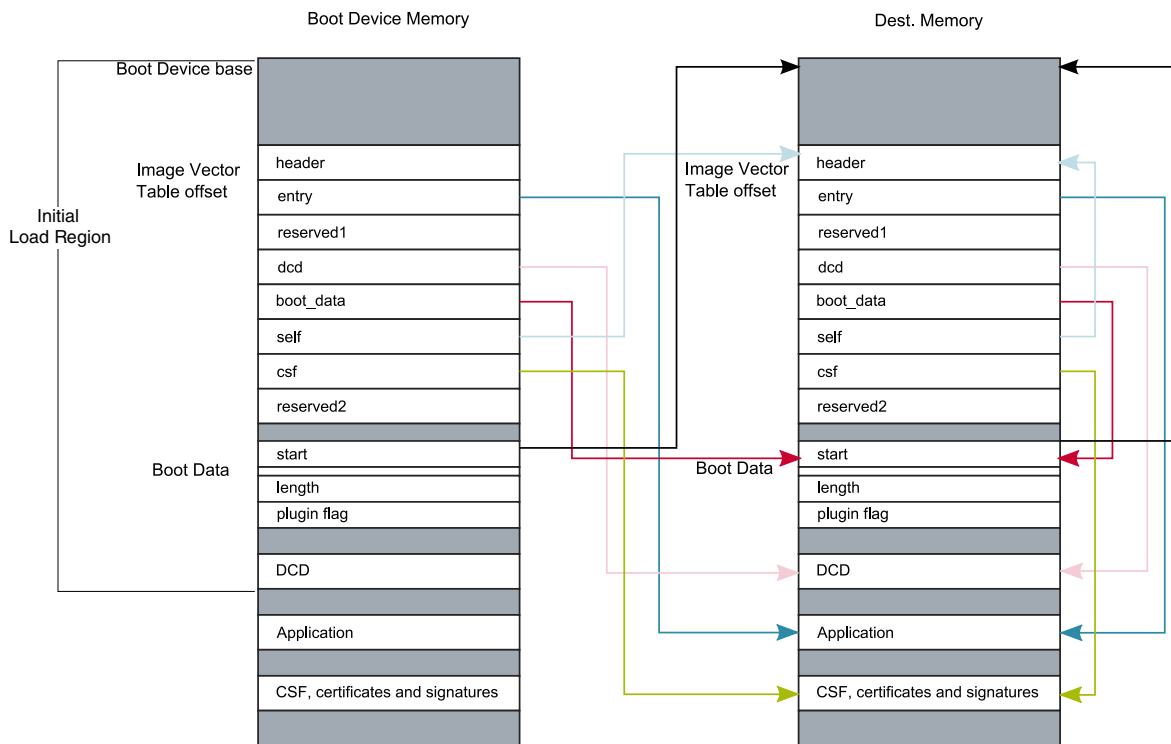 Boot Device Memory
Dest. Memory
Boot Device base
Image Vector
Table offset
Initial
Load Region
header
entry
reserved1
dcd
boot_data
self
csf
reserved2
Boot Data
start
length
plugin flag
DCD
Application
CSF, certificates and signatures
Image Vector
Table offset
header
entry
reserved1
dcd
boot_data
self
csf
reserved2
Boot Data
start
length
plugin flag
DCD
Application
CSF, certificates and signatures